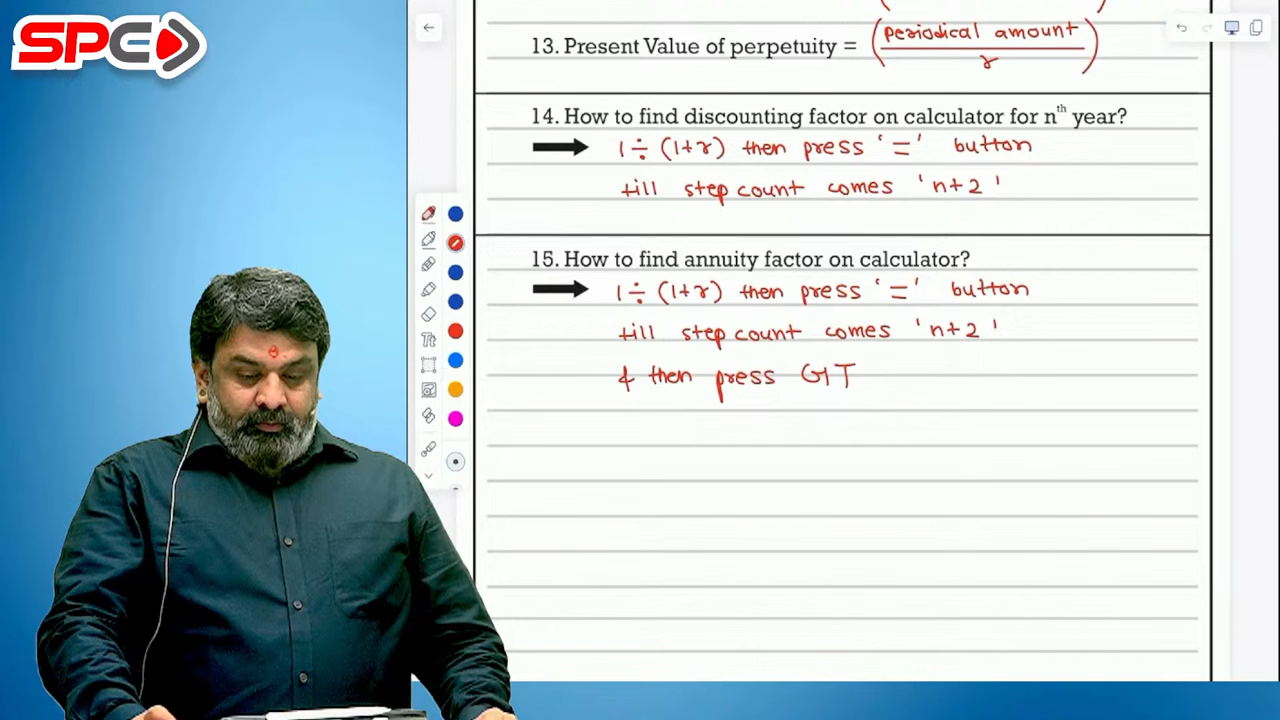 SPC
13. Present Value of perpetuity = (periodical amount / r)
14. How to find discounting factor on calculator for nth year?
1 ÷ (1+r) then press '=' button
till step count comes 'n+2'
15. How to find annuity factor on calculator?
1 ÷ (1+r) then press '=' button
till step count comes 'n+2'
& then press GT
Tt